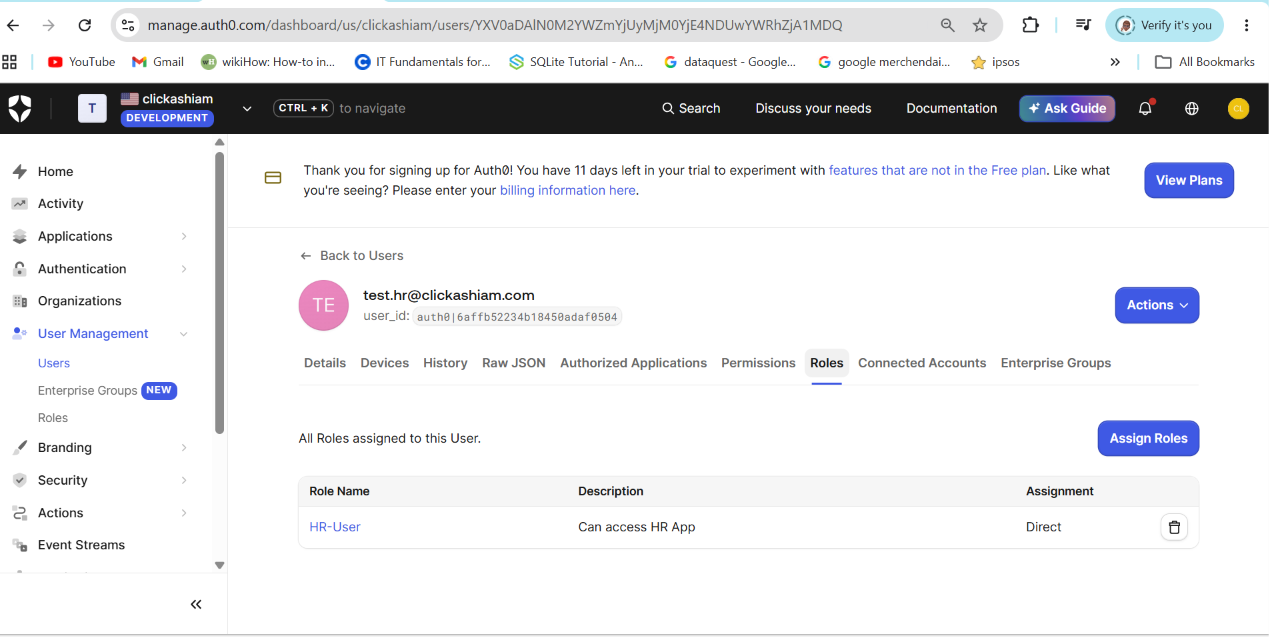 manage.auth0.com/dashboard/us/clickashiam/users/YXV0aDAlN0M2YWZmYjUyMjM0YjE4NDUwYWRhZjA1MDQ
Verify it's you
YouTube
Gmail
wikiHow: How-to in...
IT Fundamentals for...
SQLite Tutorial - An...
dataquest - Google...
google merchendai...
ipsos
»
All Bookmarks
T
clickashiam
DEVELOPMENT
CTRL + K to navigate
Search
Discuss your needs
Documentation
Ask Guide
CL
Home
Activity
Applications
Authentication
Organizations
User Management
Users
Enterprise Groups NEW
Roles
Branding
Security
Actions
Event Streams
Thank you for signing up for Auth0! You have 11 days left in your trial to experiment with features that are not in the Free plan. Like what
you're seeing? Please enter your billing information here.
View Plans
← Back to Users
TE
test.hr@clickashiam.com
user_id: auth0|6affb52234b18450adaf0504
Actions
Details
Devices
History
Raw JSON
Authorized Applications
Permissions
Roles
Connected Accounts
Enterprise Groups
All Roles assigned to this User.
Assign Roles
Role Name
Description
Assignment
HR-User
Can access HR App
Direct